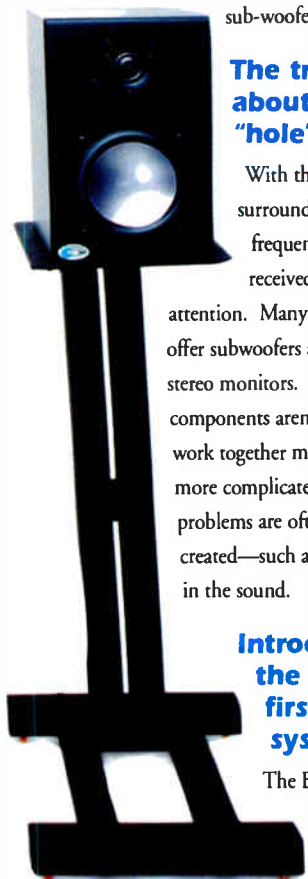 sub-woofe
The tr
about
"hole"
With th
surround
frequen
received
attention. Many
offer subwoofers a
stereo monitors.
components aren
work together m
more complicate
problems are oft
created—such a
in the sound.
Introd
the
firs
sys
The E